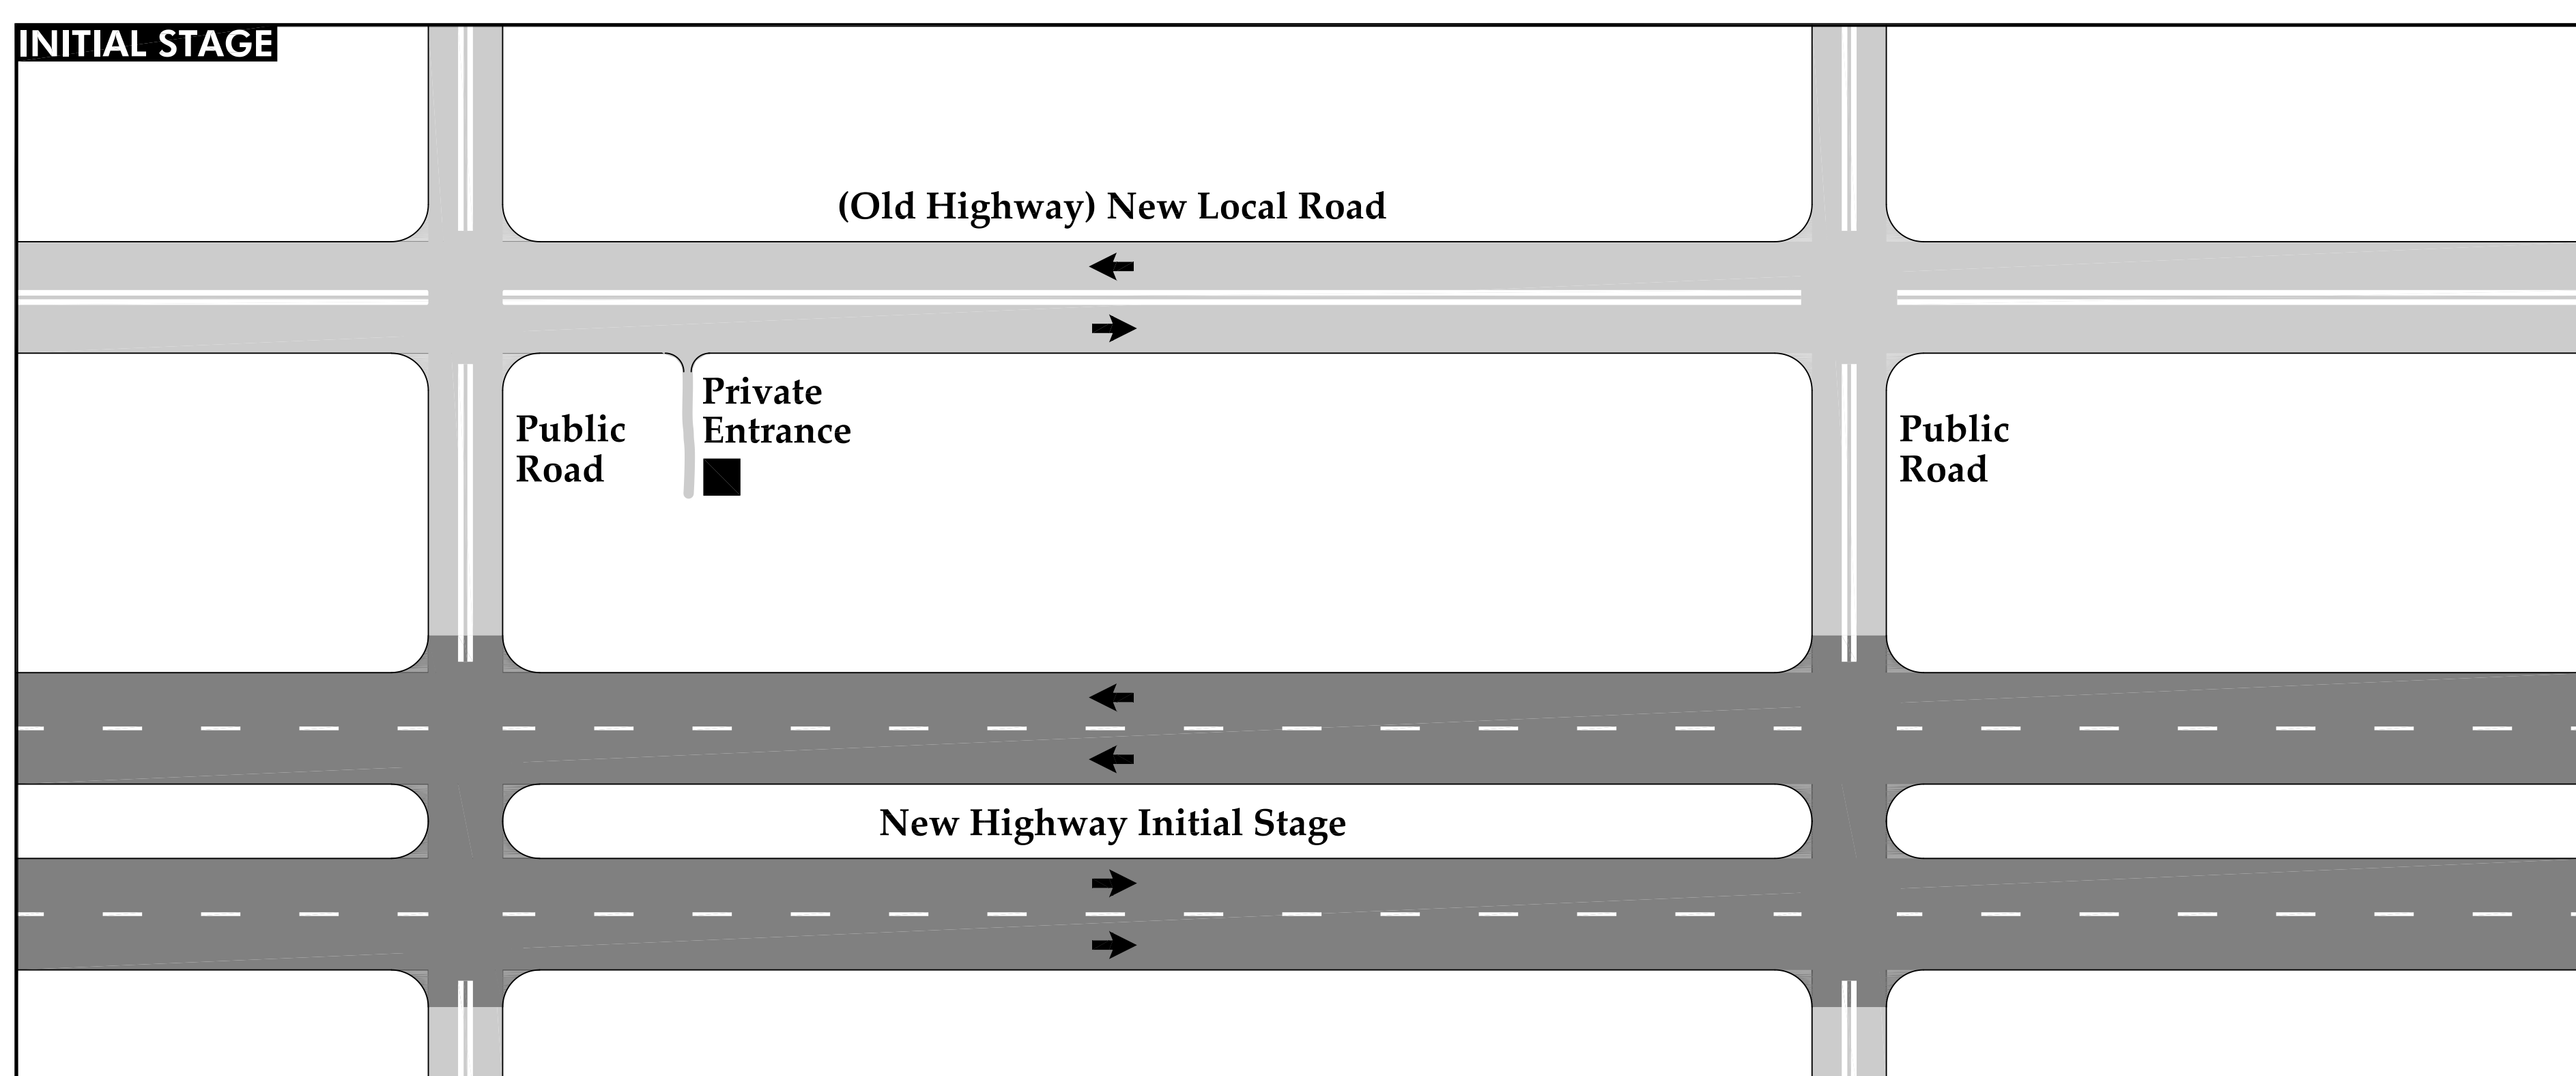 INITIAL STAGE
(Old Highway) New Local Road
Private
Entrance
Public
Road
Public
Road
New Highway Initial Stage